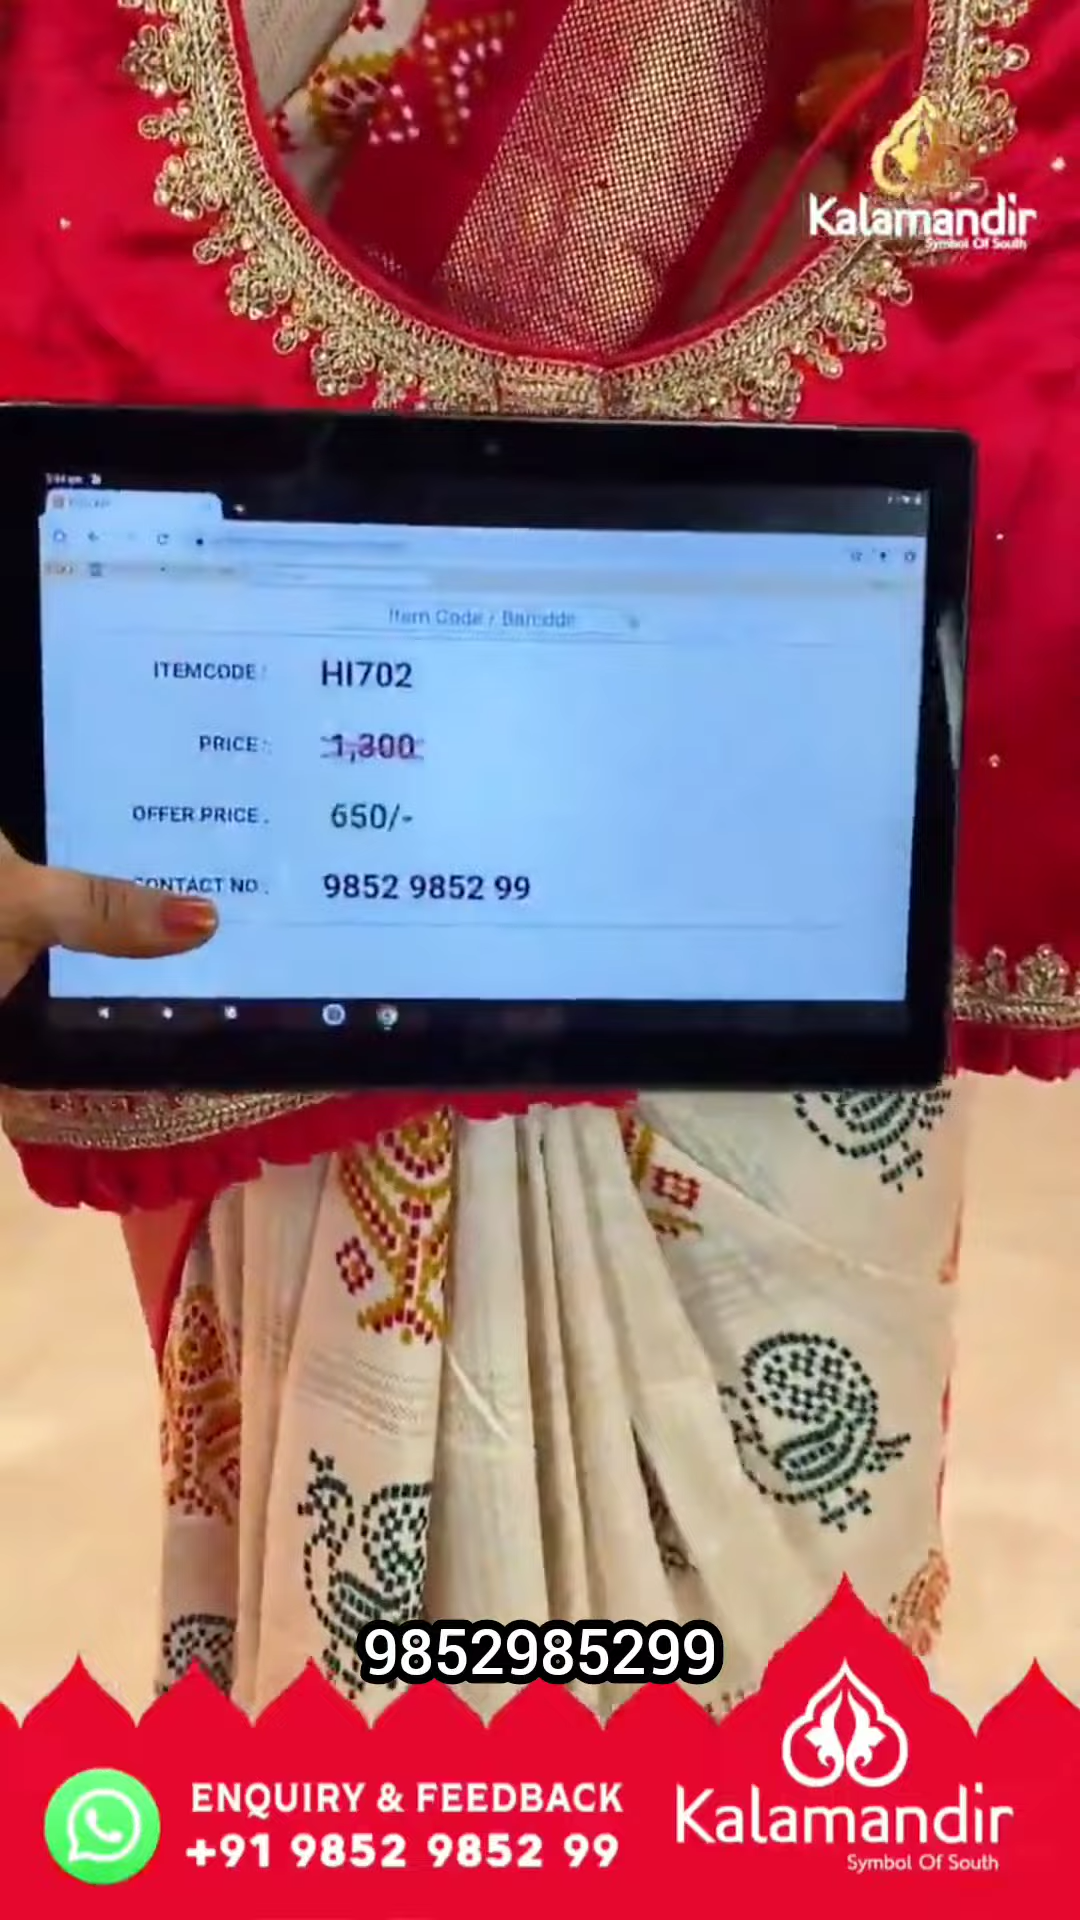 Kalamandir
Symbol Of South
Item Code / Barcode
ITEMCODE : HI702
PRICE : 1,300
OFFER PRICE : 650/-
CONTACT NO : 9852 9852 99
9852985299
ENQUIRY & FEEDBACK
+91 9852 9852 99
Kalamandir
Symbol Of South